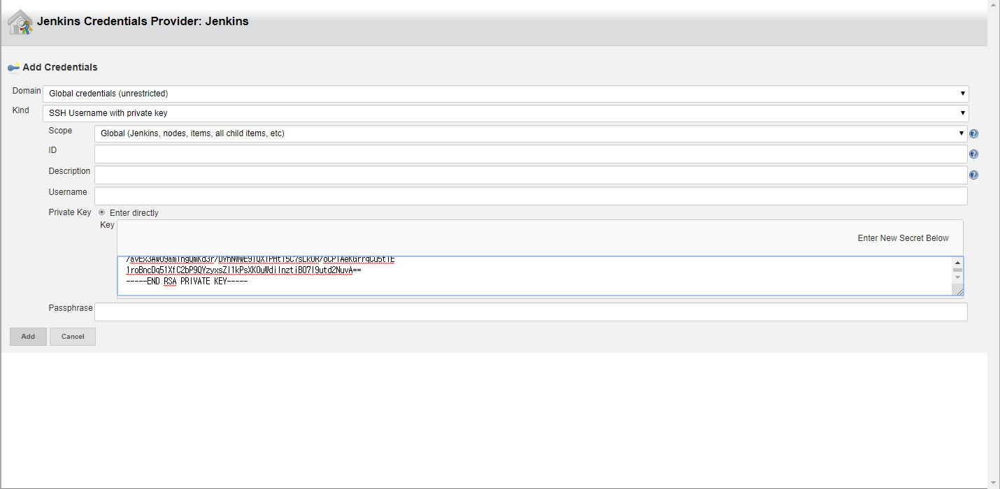 Jenkins Credentials Provider: Jenkins
Add Credentials
Domain
Global credentials (unrestricted)
Kind
SSH Username with private key
Scope
Global (Jenkins, nodes, items, all child items, etc)
ID
Description
Username
Private Key
Enter directly
Key
Enter New Secret Below
-----END RSA PRIVATE KEY-----
Passphrase
Add
Cancel